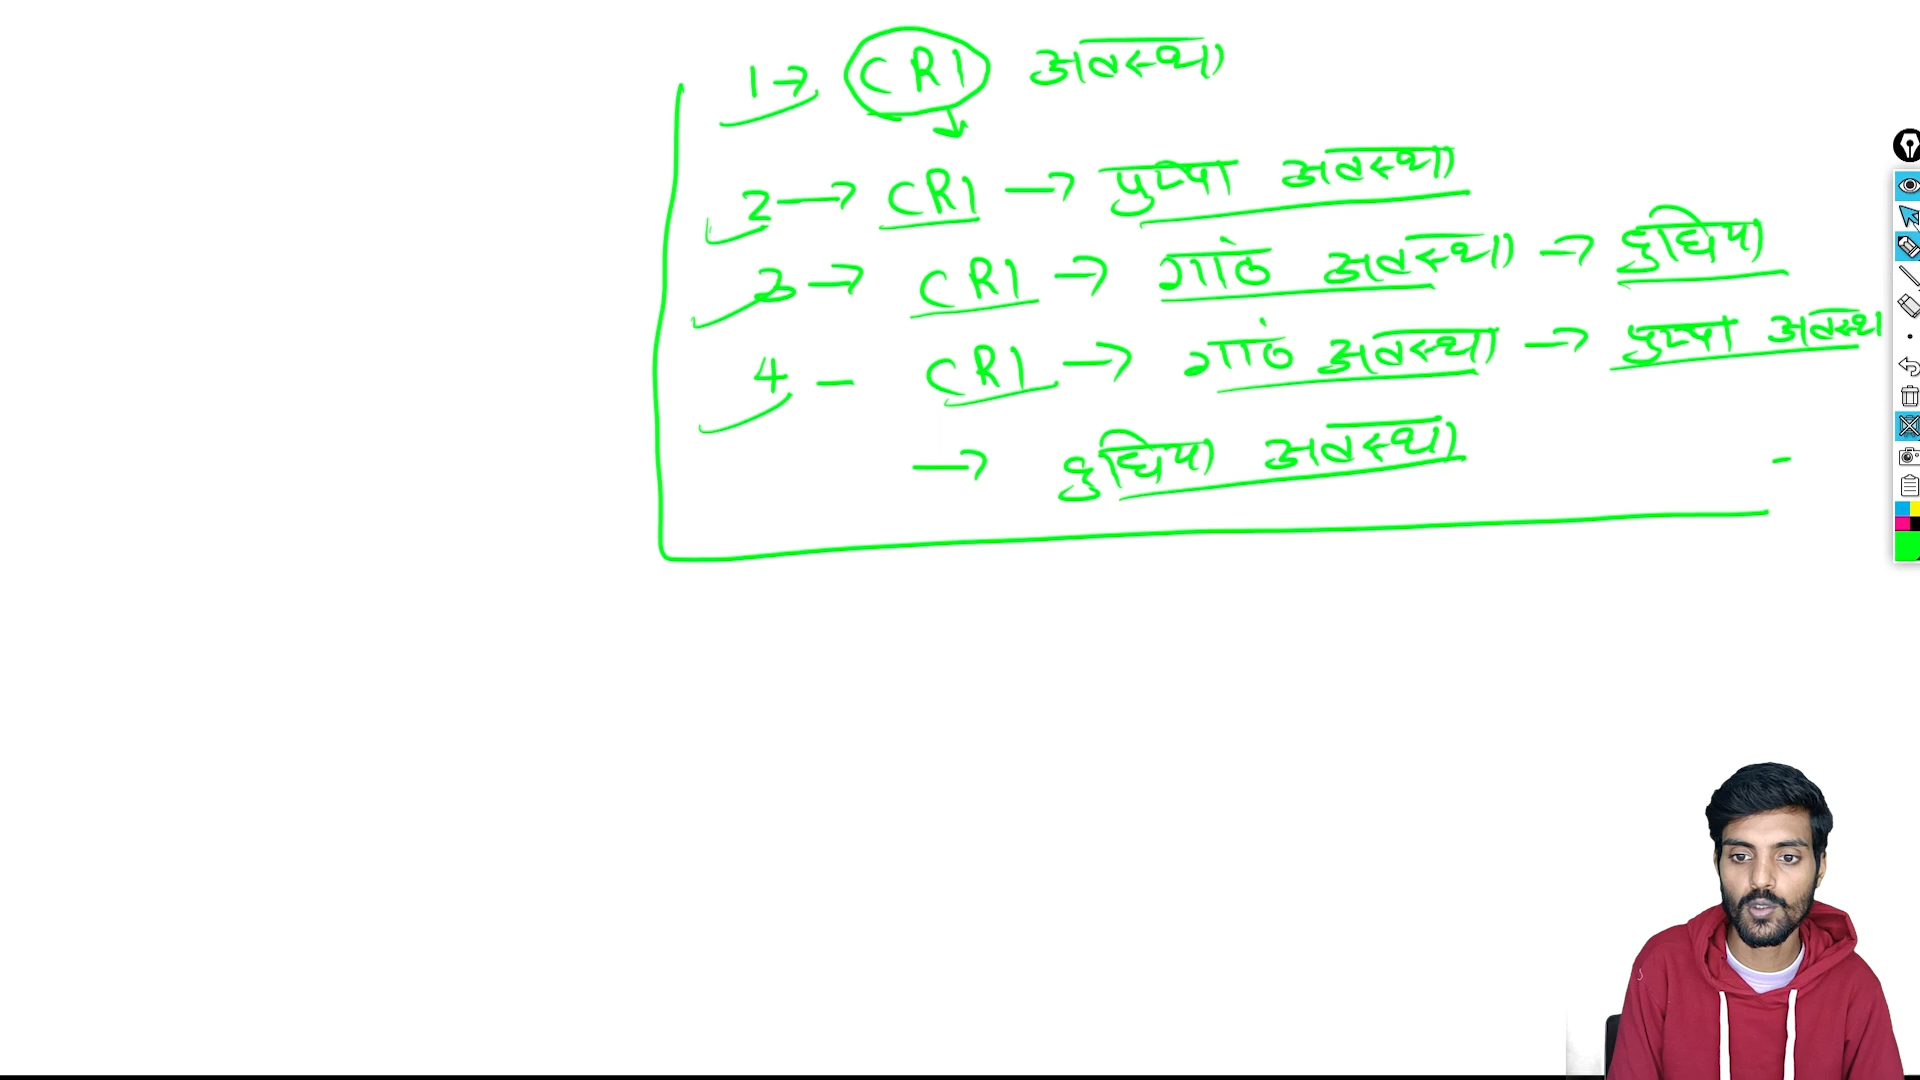 1→ CRI अवस्था
2→ CRI → पुष्पा अवस्था
3→ CRI → गांठ अवस्था → दुधिया
4 - CRI → गांठ अवस्था → पुष्पा अवस्था
→ दुधिया अवस्था